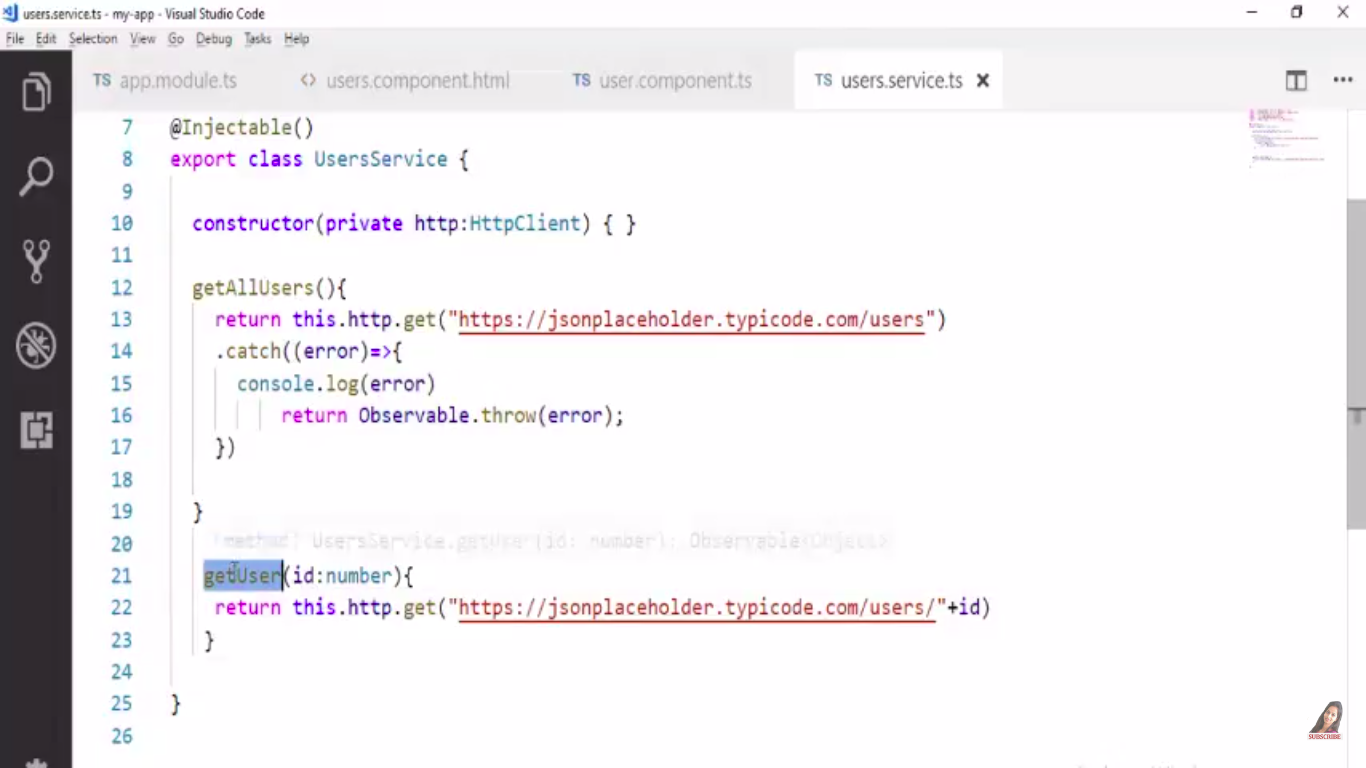 users.service.ts - my-app - Visual Studio Code
File Edit Selection View Go Debug Tasks Help
TS app.module.ts <> users.component.html TS user.component.ts TS users.service.ts
7 @Injectable()
8 export class UsersService {
9
10 constructor(private http:HttpClient) { }
11
12 getAllUsers(){
13 return this.http.get("https://jsonplaceholder.typicode.com/users")
14 .catch((error)=>{
15 console.log(error)
16 return Observable.throw(error);
17 })
18
19 }
20 (method) UsersService.getUser(id: number): Observable<Object>
21 getUser(id:number){
22 return this.http.get("https://jsonplaceholder.typicode.com/users/"+id)
23 }
24
25 }
26
SUBSCRIBE